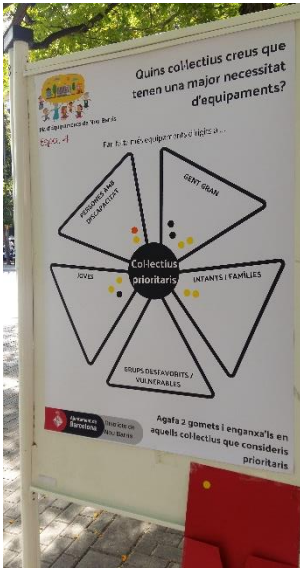 Quins col·lectius creus que
tenen una major necessitat
d'equipaments?
de Nou Barris
equipaments dirigits a ...
PERSONES AMB
DISCAPACITAT
GENT GRAN
Col·lectius
prioritaris
JOVES
INFANTS / FAMÍLIES
GRUPS DESFAVORITS /
VULNERABLES
Ajuntament de
Barcelona
Districte de
Nou Barris
Agafa 2 gomets i enganxa'ls en
aquells col·lectius que consideris
prioritaris